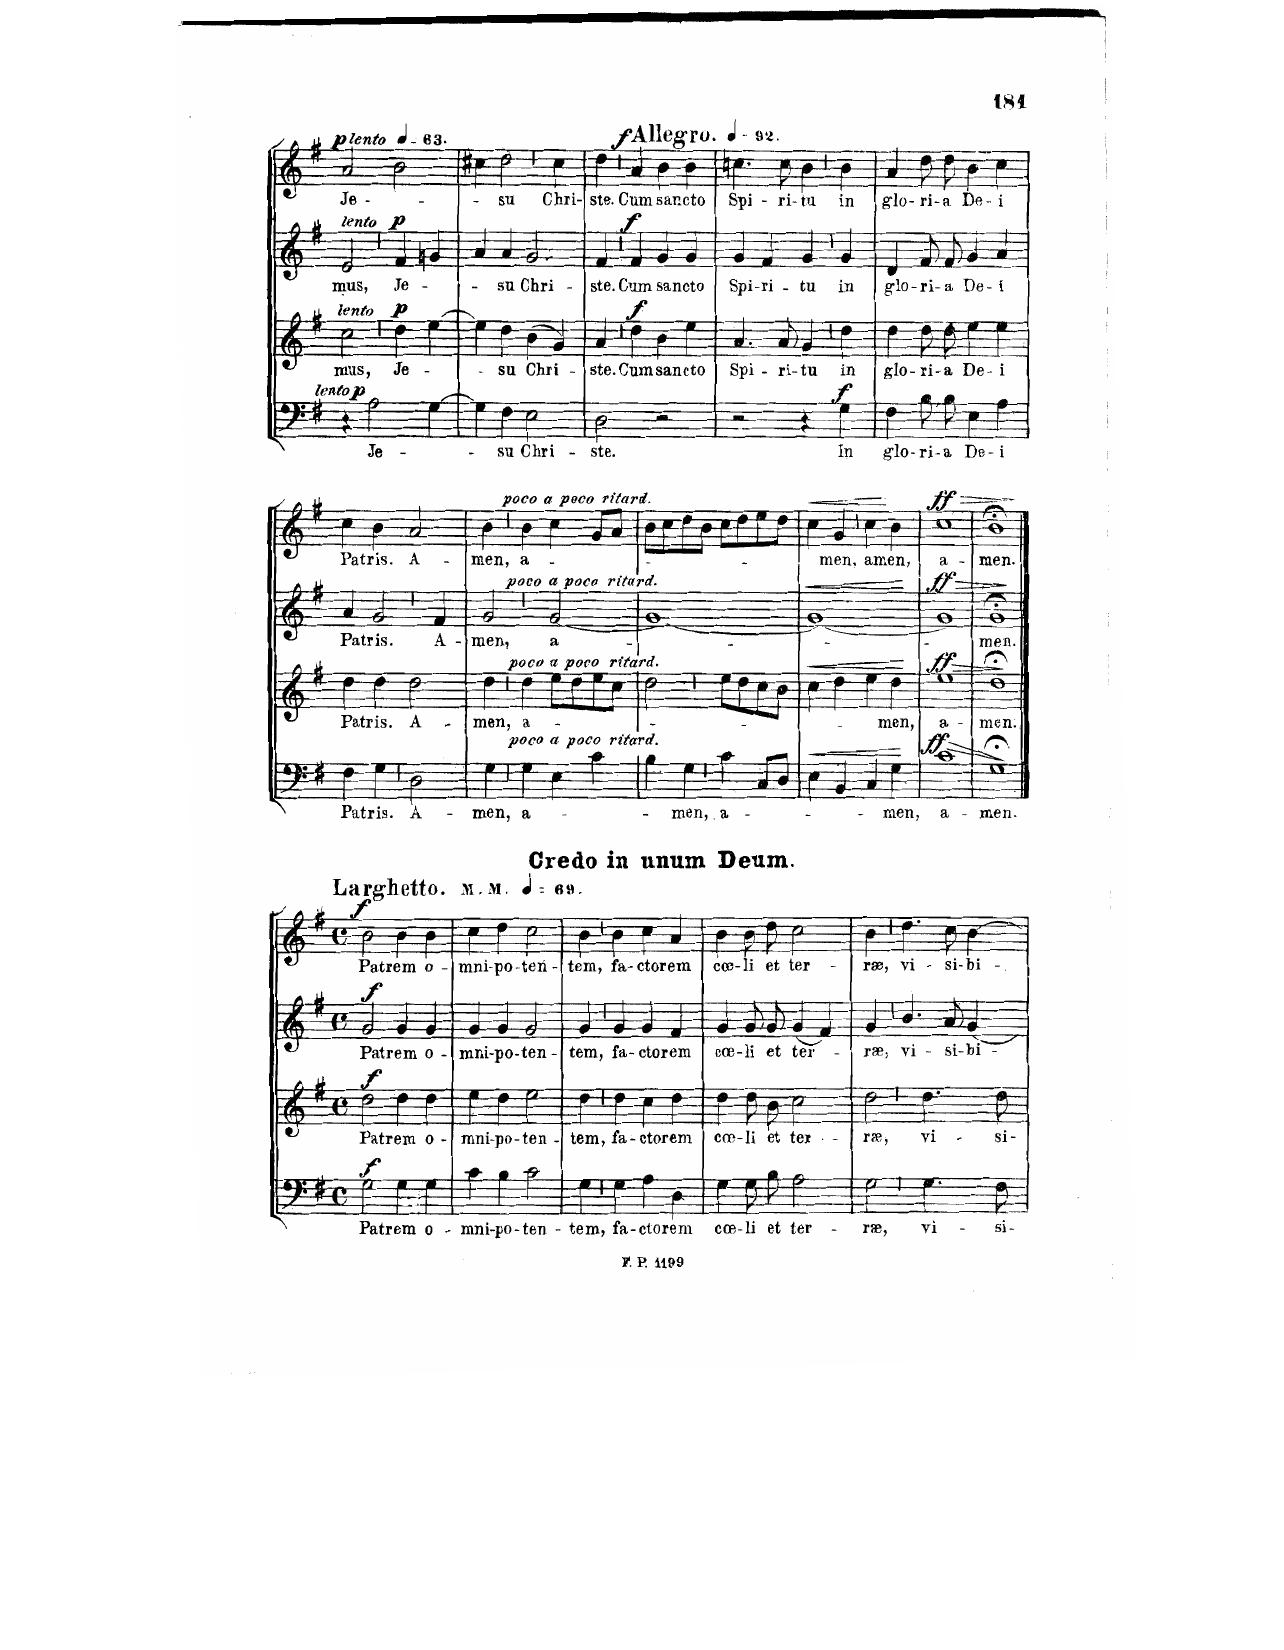 181
p lento ♩ - 63. f Allegro. ♩ - 92.
Je - - - su Chri - ste. Cum sancto Spi - ri - tu in glo - ri - a De - i
lento p f
mus, Je - - su Chri - ste. Cum sancto Spi - ri - tu in glo - ri - a De - i
lento p f
mus, Je - - su Chri - ste. Cum sancto Spi - ri - tu in glo - ri - a De - i
lento p f
Je - - su Chri - ste. In glo - ri - a De - i
poco a poco ritard. ff
Patris. A - men, a - - - men, amen, a - men.
poco a poco ritard. ff
Patris. A - men, a - - - - men.
poco a poco ritard. ff
Patris. A - men, a - - - men, a - men.
poco a poco ritard. ff
Patris. A - men, a - - men, a - - - men, a - men.
Credo in unum Deum.
Larghetto. M. M. ♩ = 69.
f
Patrem o - mni - po - ten - tem, fa - ctorem cœ - li et ter - ræ, vi - si - bi -
f
Patrem o - mni - po - ten - tem, fa - ctorem cœ - li et ter - ræ, vi - si - bi -
f
Patrem o - mni - po - ten - tem, fa - ctorem cœ - li et ter - ræ, vi - si -
f
Patrem o - mni - po - ten - tem, fa - ctorem cœ - li et ter - ræ, vi - si -
F. P. 1199